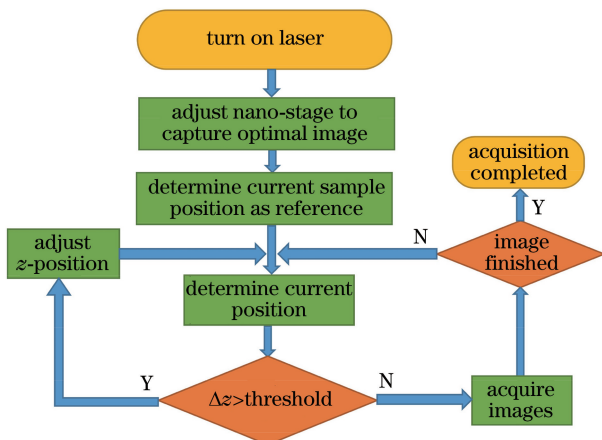 turn on laser
adjust nano-stage to
capture optimal image
determine current sample
position as reference
acquisition
completed
Y
adjust
z-position
N
image
finished
determine current
position
Y
Δz>threshold
N
acquire
images